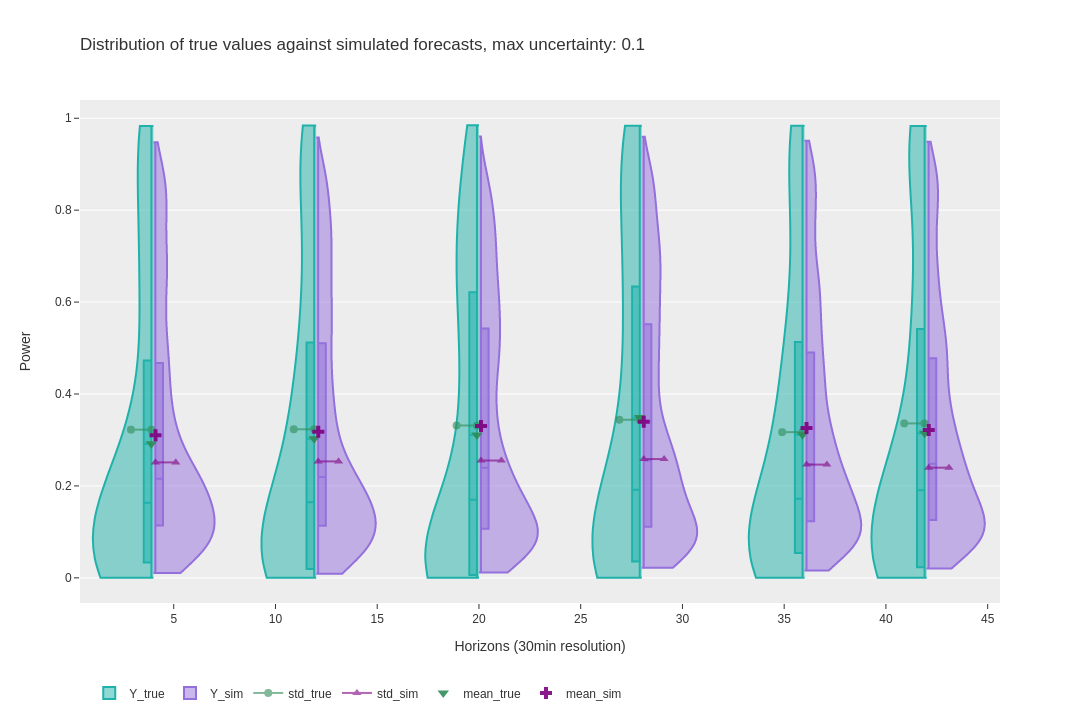 Distribution of true values against simulated forecasts, max uncertainty: 0.1
1
0.8
0.6
0.4
0.2
0
Power
5 10 15 20 25 30 35 40 45
Horizons (30min resolution)
Y_true Y_sim std_true std_sim mean_true mean_sim